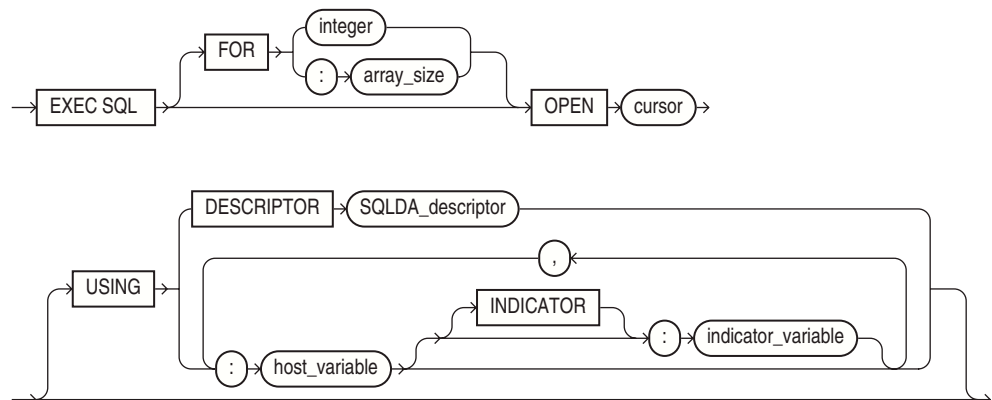 integer
FOR
: array_size
EXEC SQL OPEN cursor
DESCRIPTOR SQLDA_descriptor
,
USING INDICATOR
: indicator_variable
: host_variable